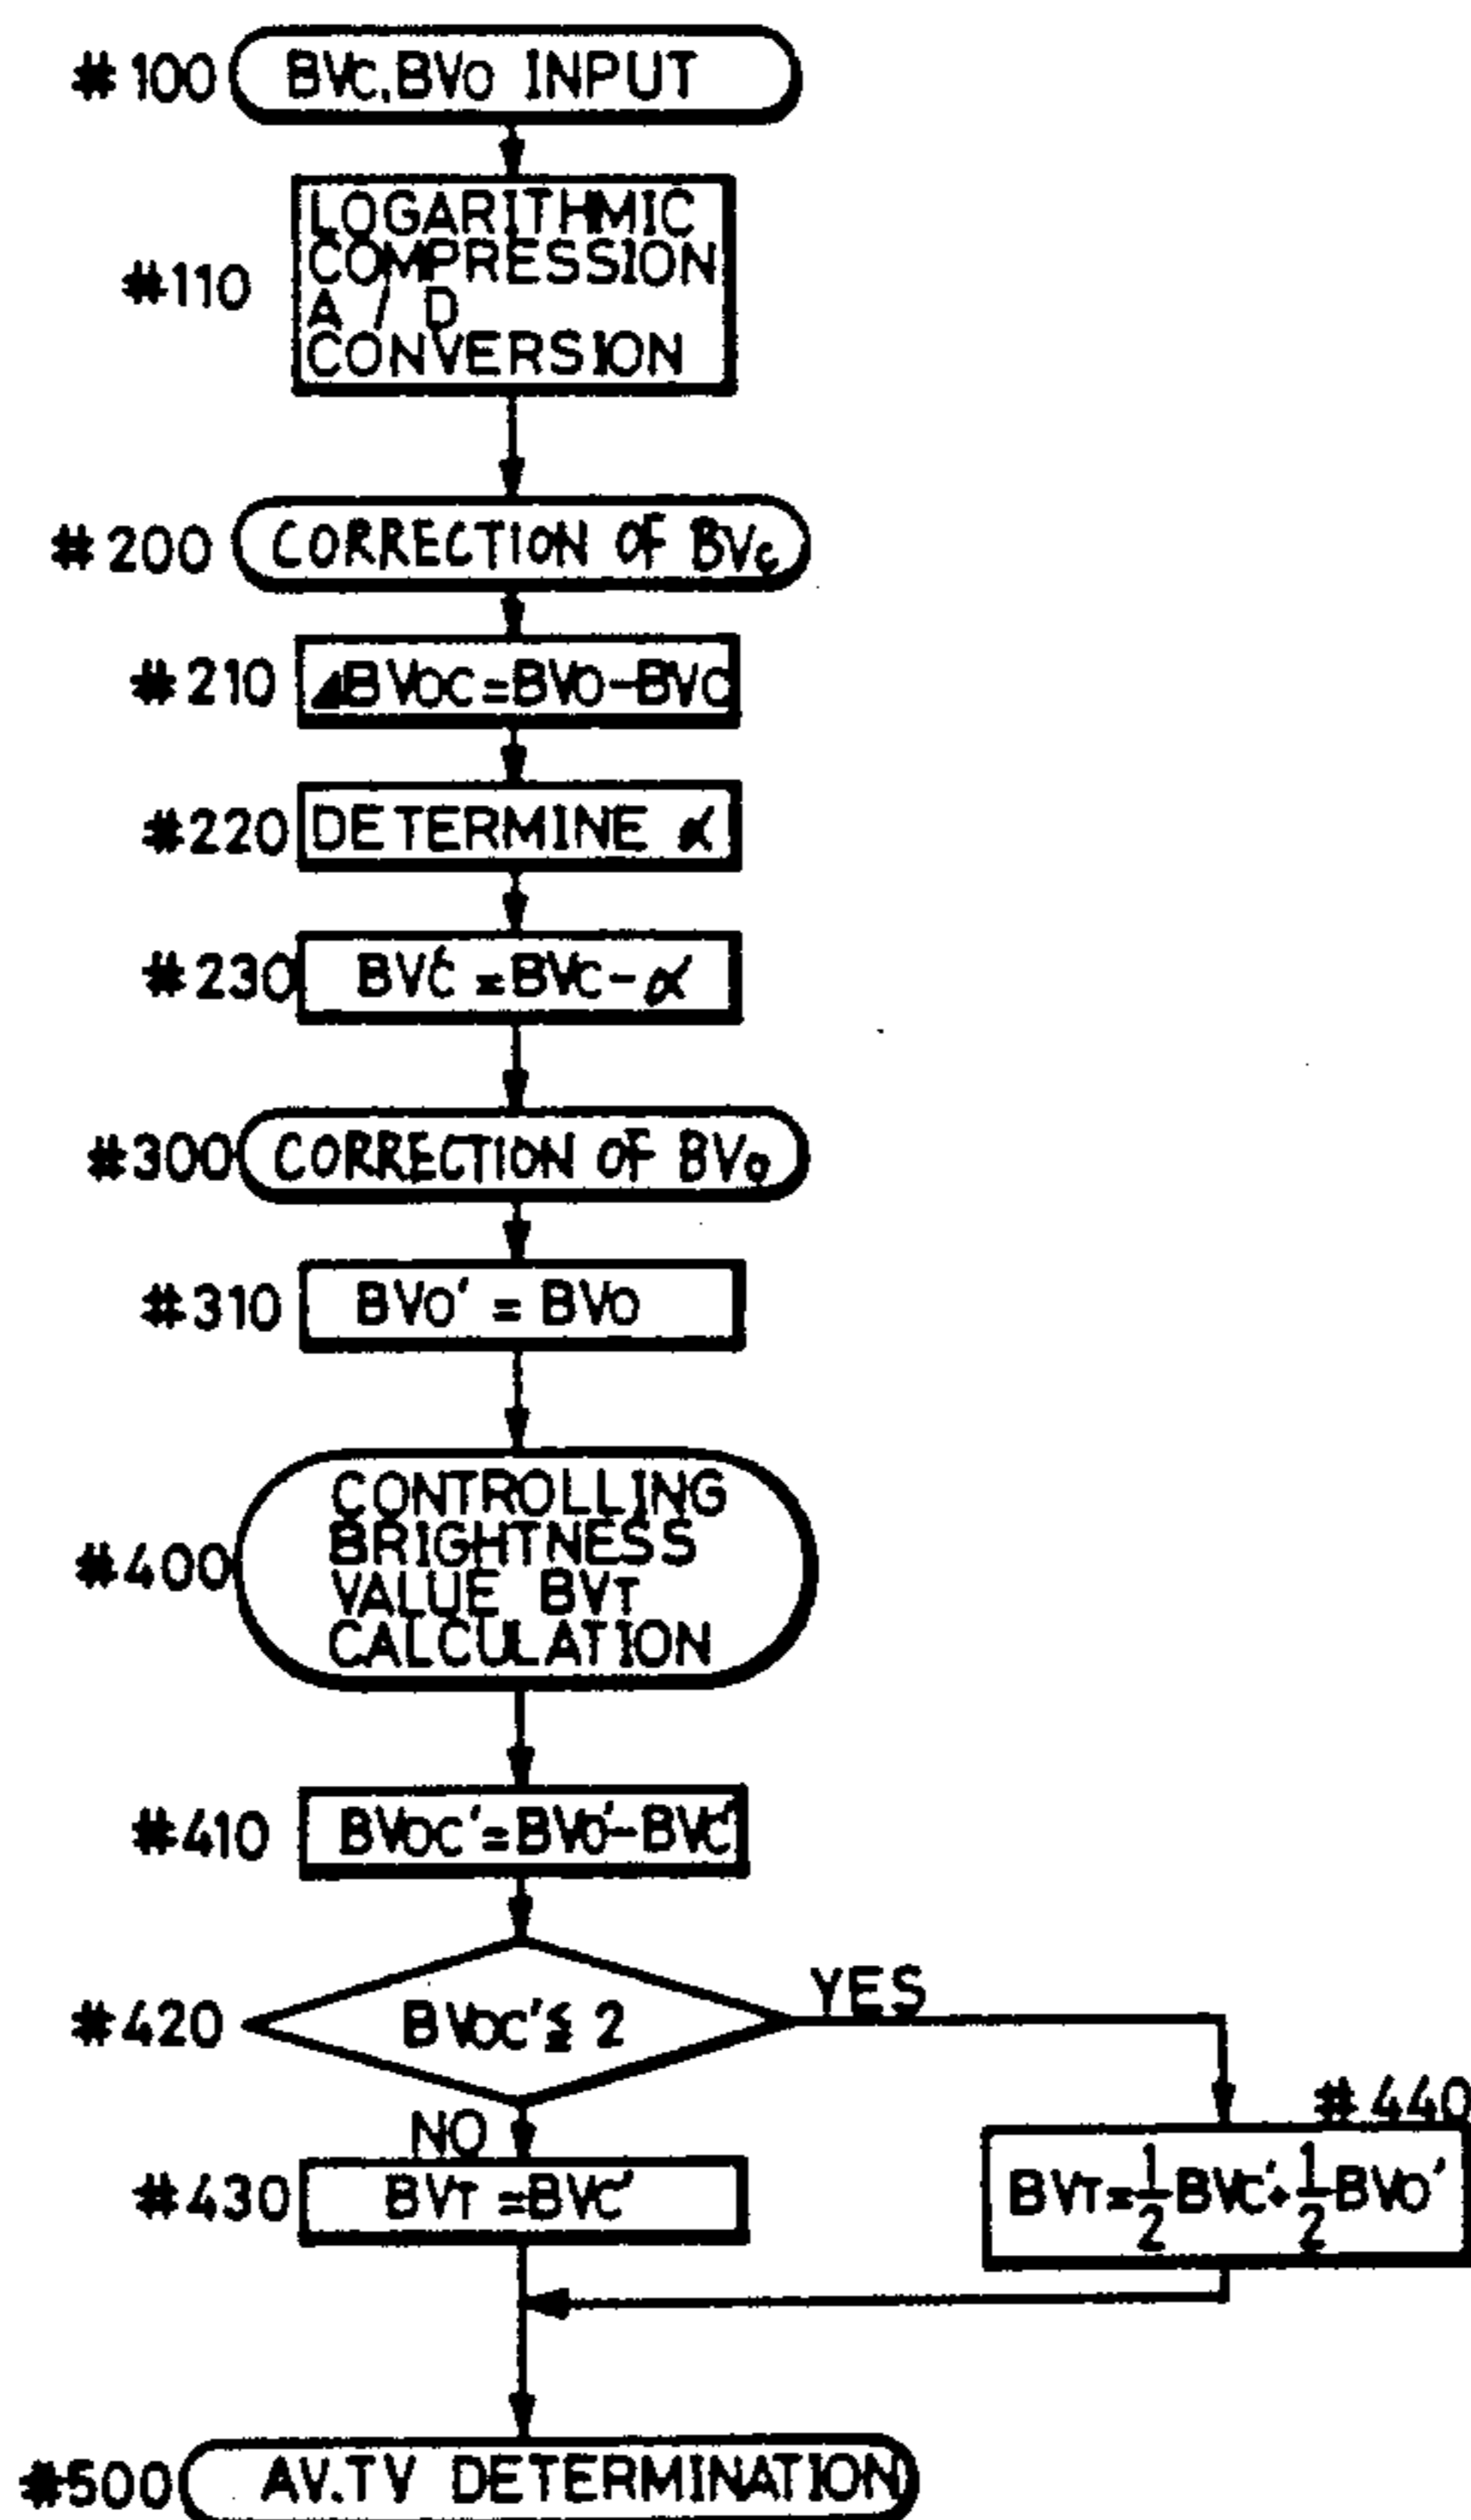 #100 BVC.BVO INPUT
#110
LOGARITHMIC
COMPRESSION
A / D
CONVERSION
#200 CORRECTION OF BVC
#210 ΔBVOC=BVO-BVC
#220 DETERMINE α
#230 BVC'=BVC-α
#300 CORRECTION OF BVO
#310 BVO' = BVO
#400
CONTROLLING
BRIGHTNESS
VALUE BVT
CALCULATION
#410 BVOC'=BVO'-BVC'
#420 BVOC'≦ 2
YES
NO
#430 BVT =BVC'
#440
BVT=1/2BVC'+1/2BVO'
#500 AV.TV DETERMINATION